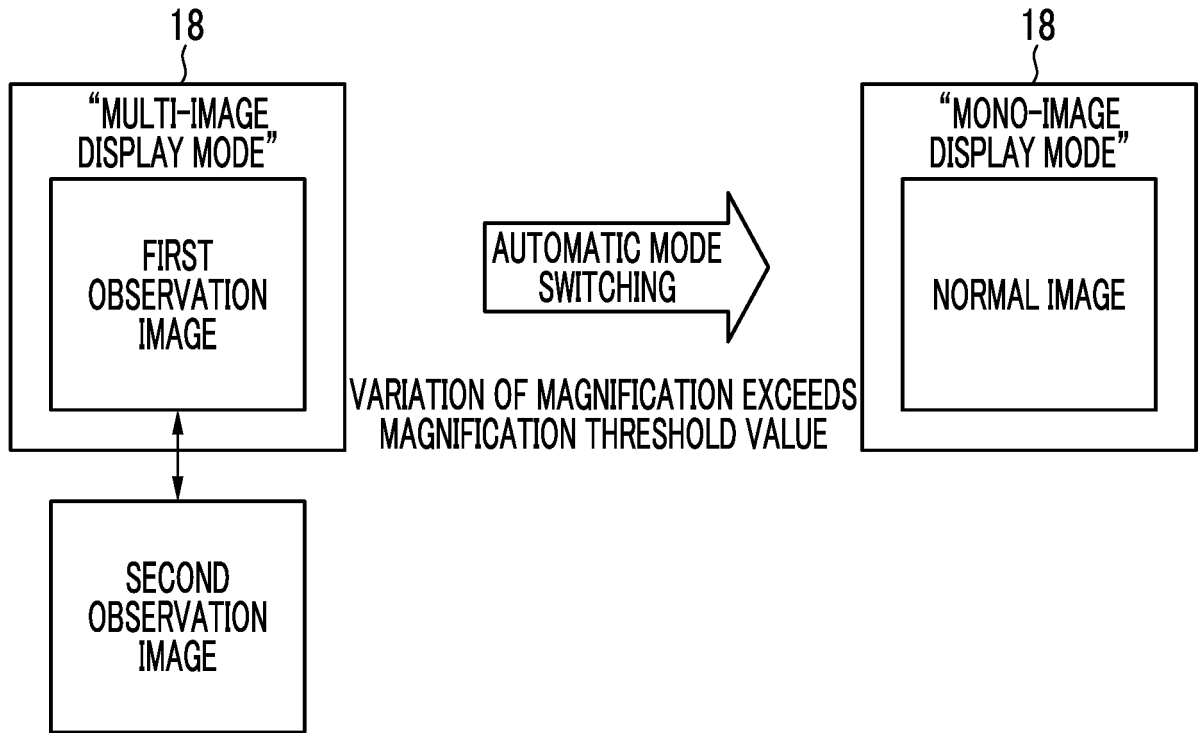 18
18
“MULTI-IMAGE
DISPLAY MODE”
“MONO-IMAGE
DISPLAY MODE”
FIRST
OBSERVATION
IMAGE
AUTOMATIC MODE
SWITCHING
NORMAL IMAGE
VARIATION OF MAGNIFICATION EXCEEDS
MAGNIFICATION THRESHOLD VALUE
SECOND
OBSERVATION
IMAGE